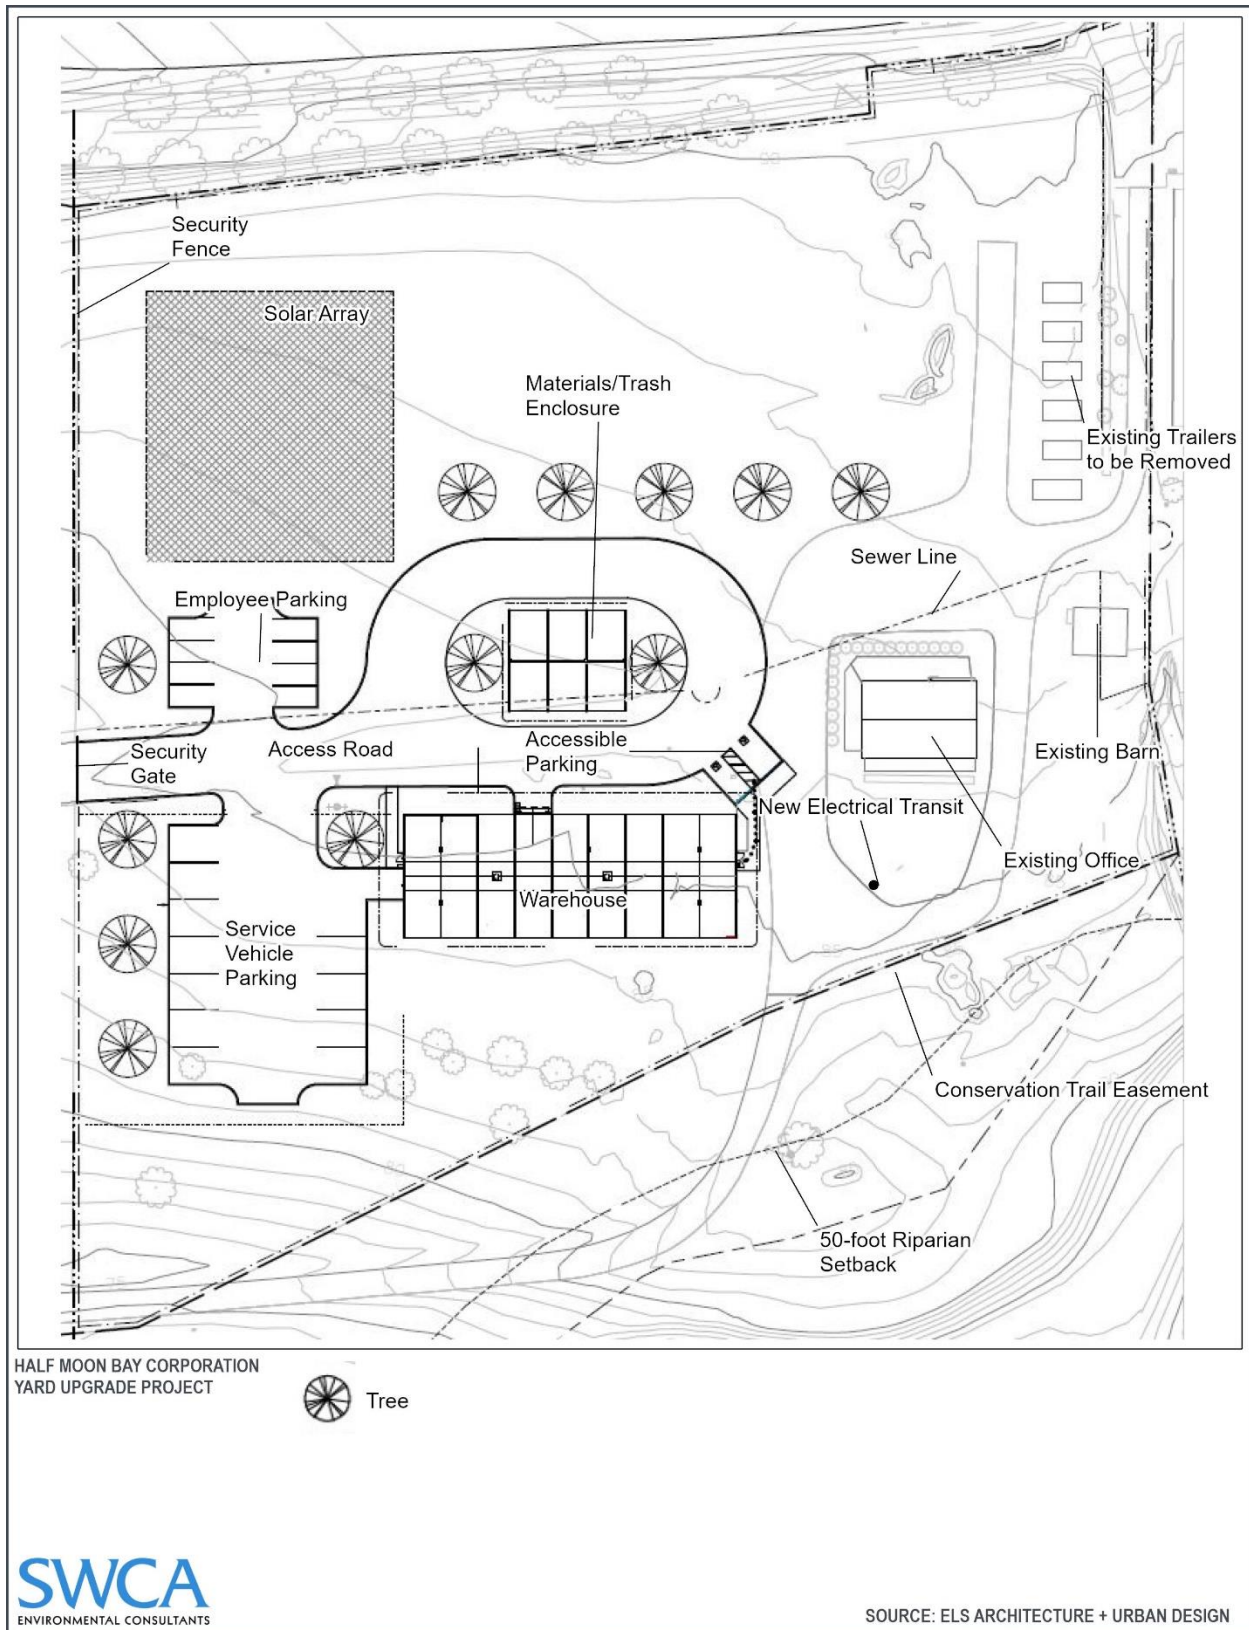 Security
Fence
Solar Array
Materials/Trash
Enclosure
Existing Trailers
to be Removed
Sewer Line
Employee Parking
Security
Gate
Access Road
Accessible
Parking
Existing Barn
New Electrical Transit
Existing Office
Warehouse
Service
Vehicle
Parking
Conservation Trail Easement
50-foot Riparian
Setback
75
HALF MOON BAY CORPORATION
YARD UPGRADE PROJECT
Tree
SWCA
ENVIRONMENTAL CONSULTANTS
SOURCE: ELS ARCHITECTURE + URBAN DESIGN